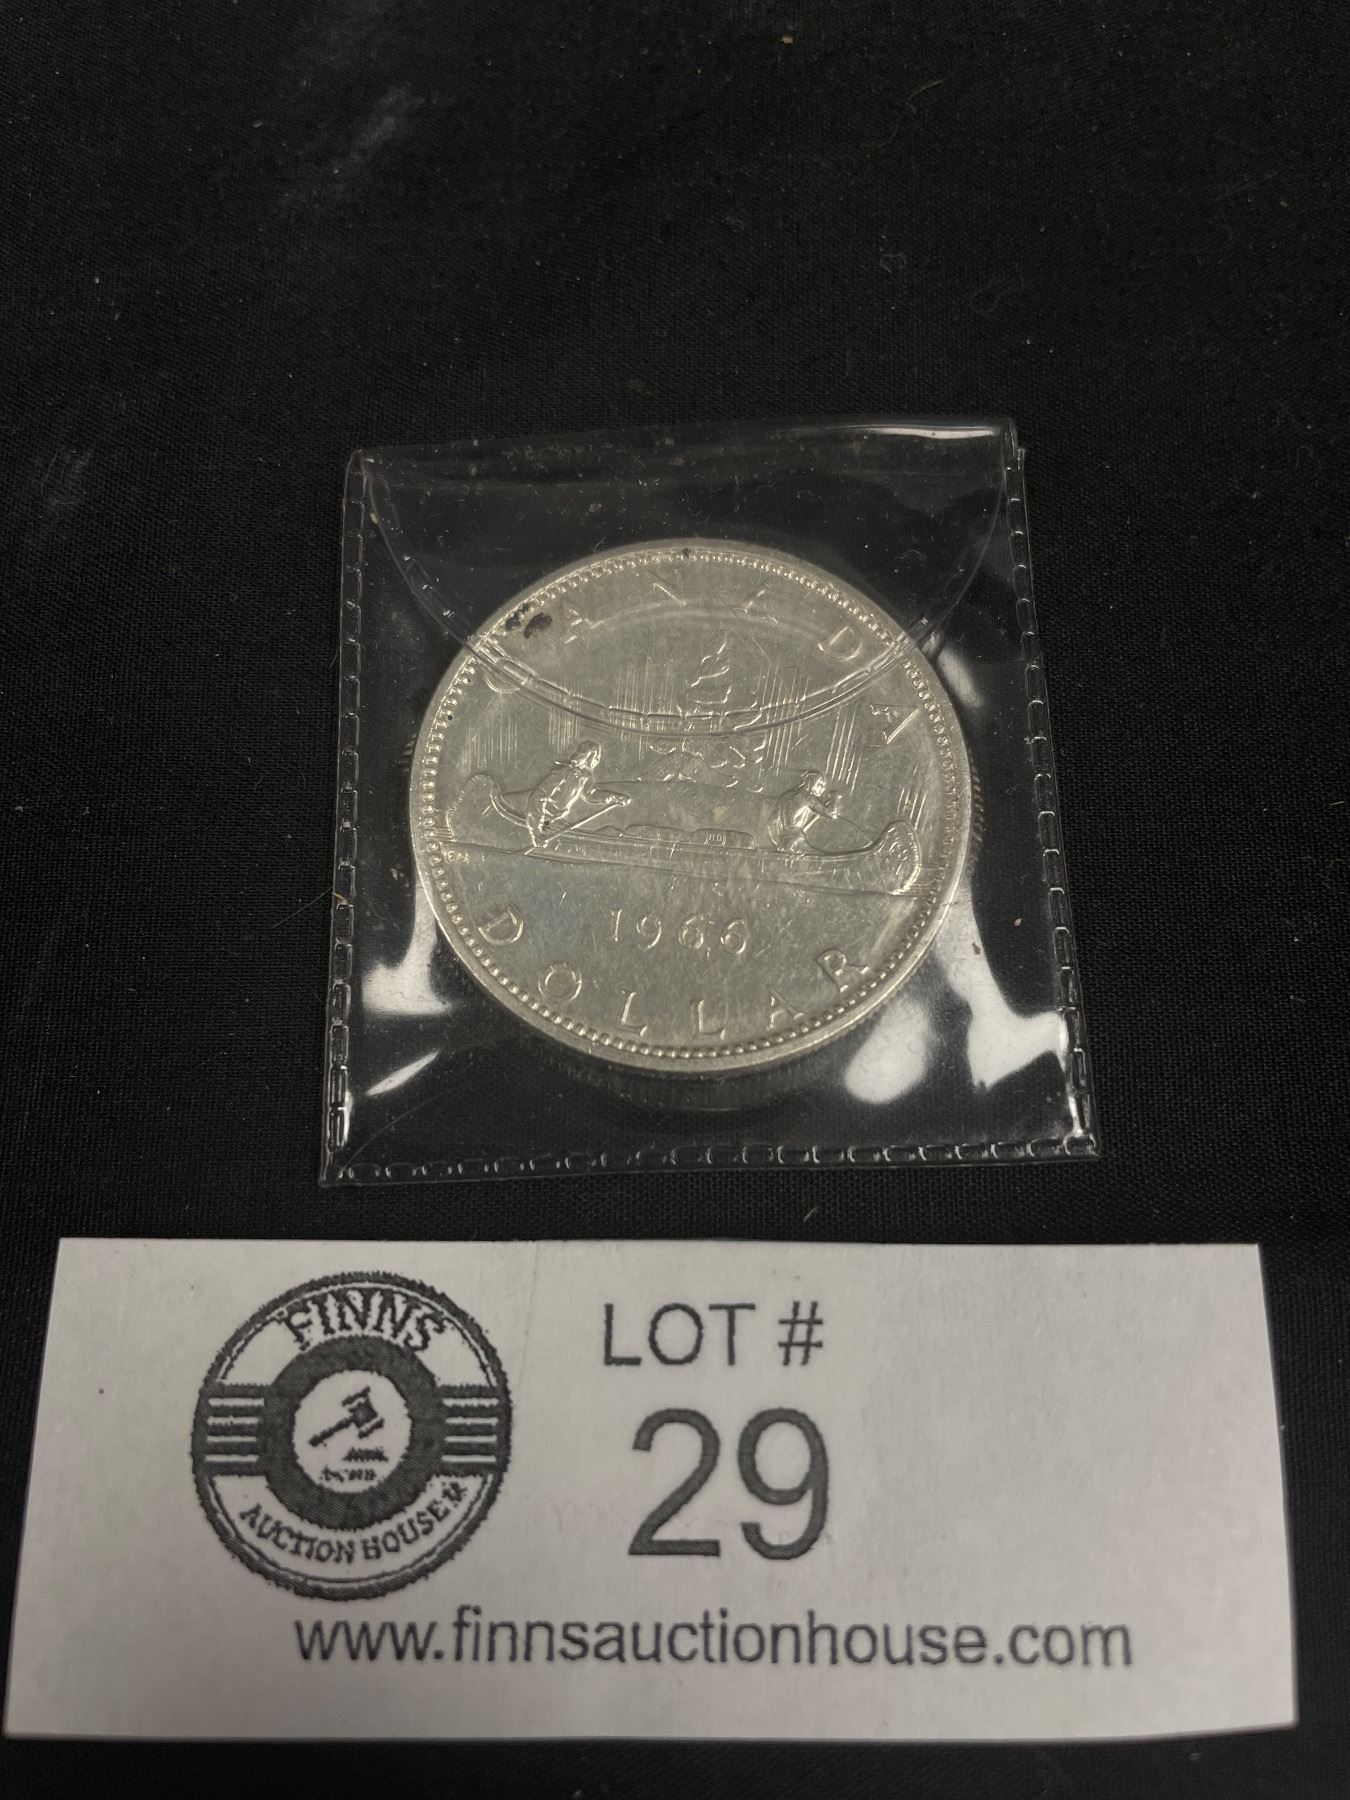 CANADA
1966
DOLLAR
FINNS
AUCTION HOUSE
LOT #
29
www.finnsauctionhouse.com